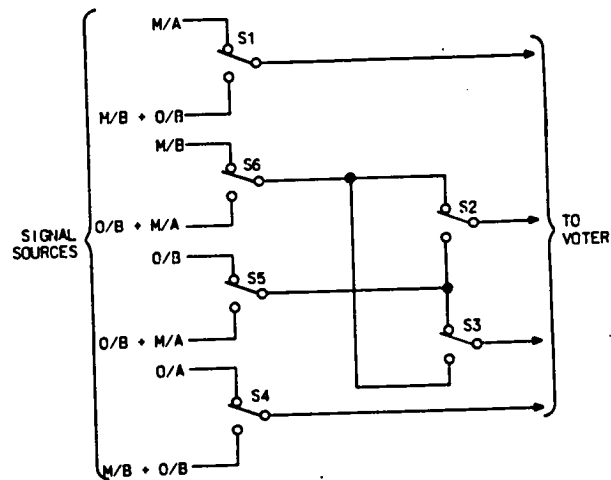 M/A
S1
M/B + O/B
M/B
S6
S2
O/B + M/A
SIGNAL
SOURCES
TO
VOTER
O/B
S5
S3
O/B + M/A
O/A
S4
M/B + O/B